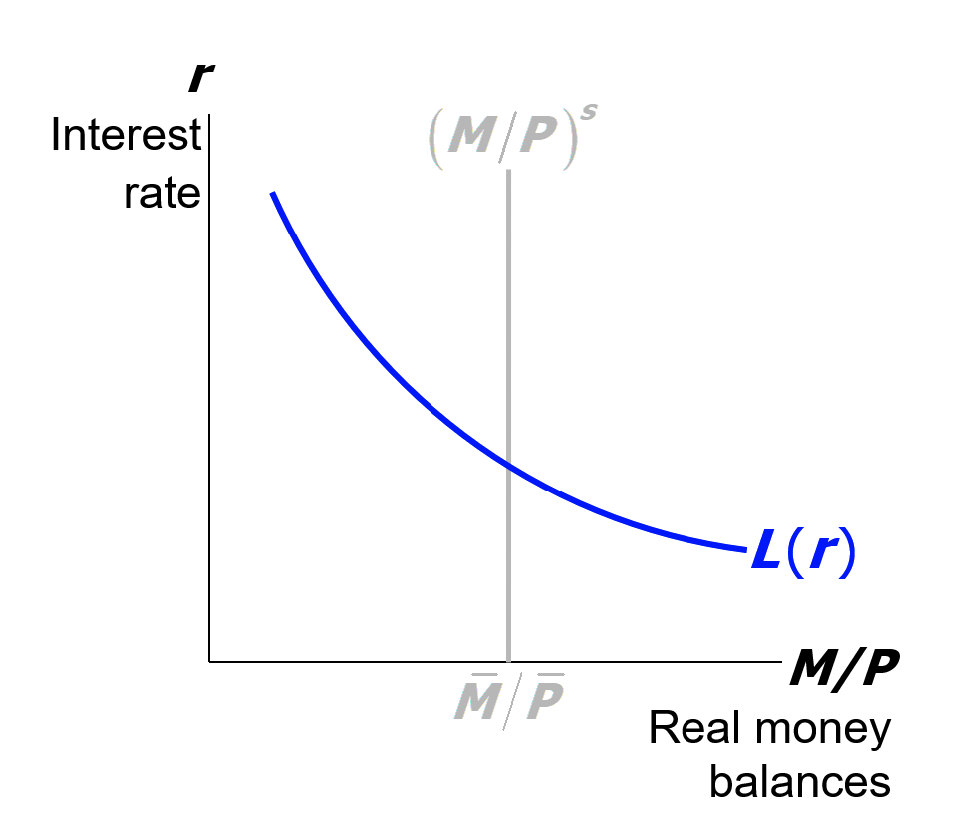 r
Interest
rate
(M/P)ˢ
L(r)
M̅/P̅
M/P
Real money
balances